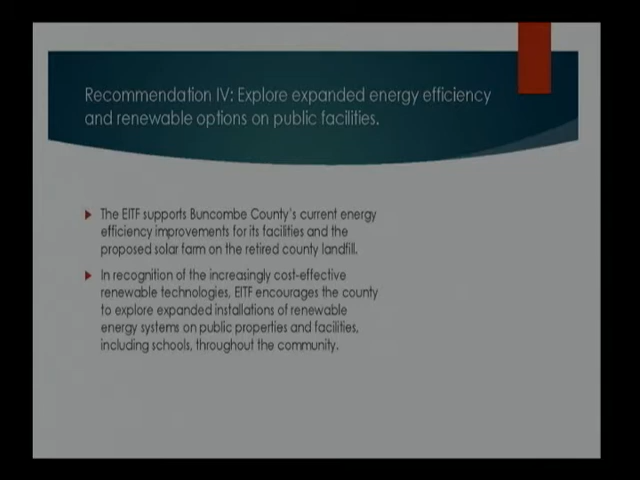 Recommendation IV: Explore expanded energy efficiency
and renewable options on public facilities.
The EITF supports Buncombe County's current energy
efficiency improvements for its facilities and the
proposed solar farm on the retired county landfill.
In recognition of the increasingly cost-effective
renewable technologies, EITF encourages the county
to explore expanded installations of renewable
energy systems on public properties and facilities,
including schools, throughout the community.